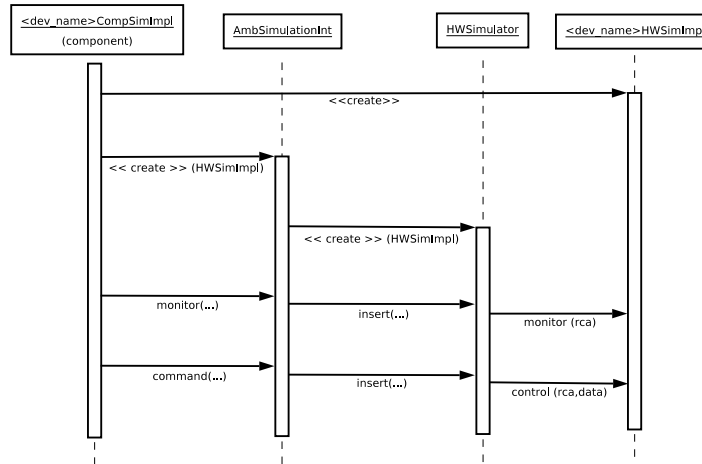 <dev_name>CompSimImpl
(component)
AmbSimulationInt
HWSimulator
<dev_name>HWSimImpl
<<create>>
<< create >> (HWSimImpl)
<< create >> (HWSimImpl)
monitor(...)
insert(...)
monitor (rca)
command(...)
insert(...)
control (rca,data)